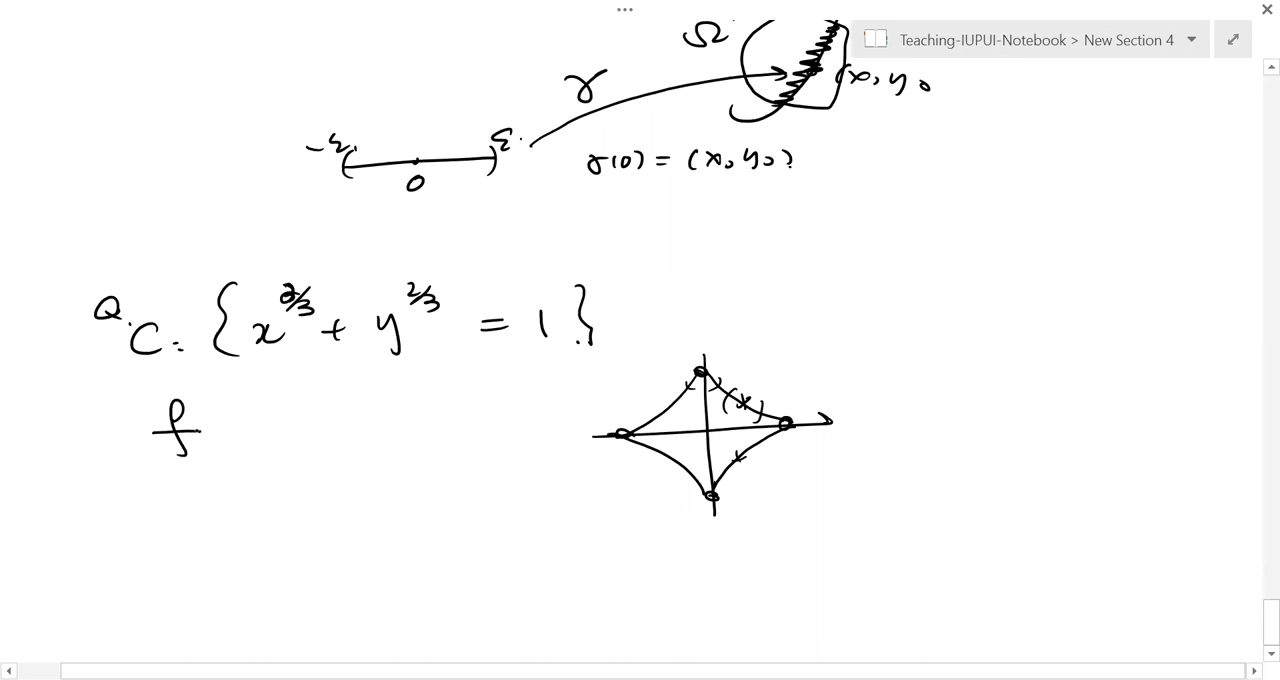 Ω
Teaching-IUPUI-Notebook > New Section 4
γ
(x₀, y₀
-ε
ε
0
γ(0) = (x₀, y₀)?
Q. C = { x^{2/3} + y^{2/3} = 1 }
f
(x)